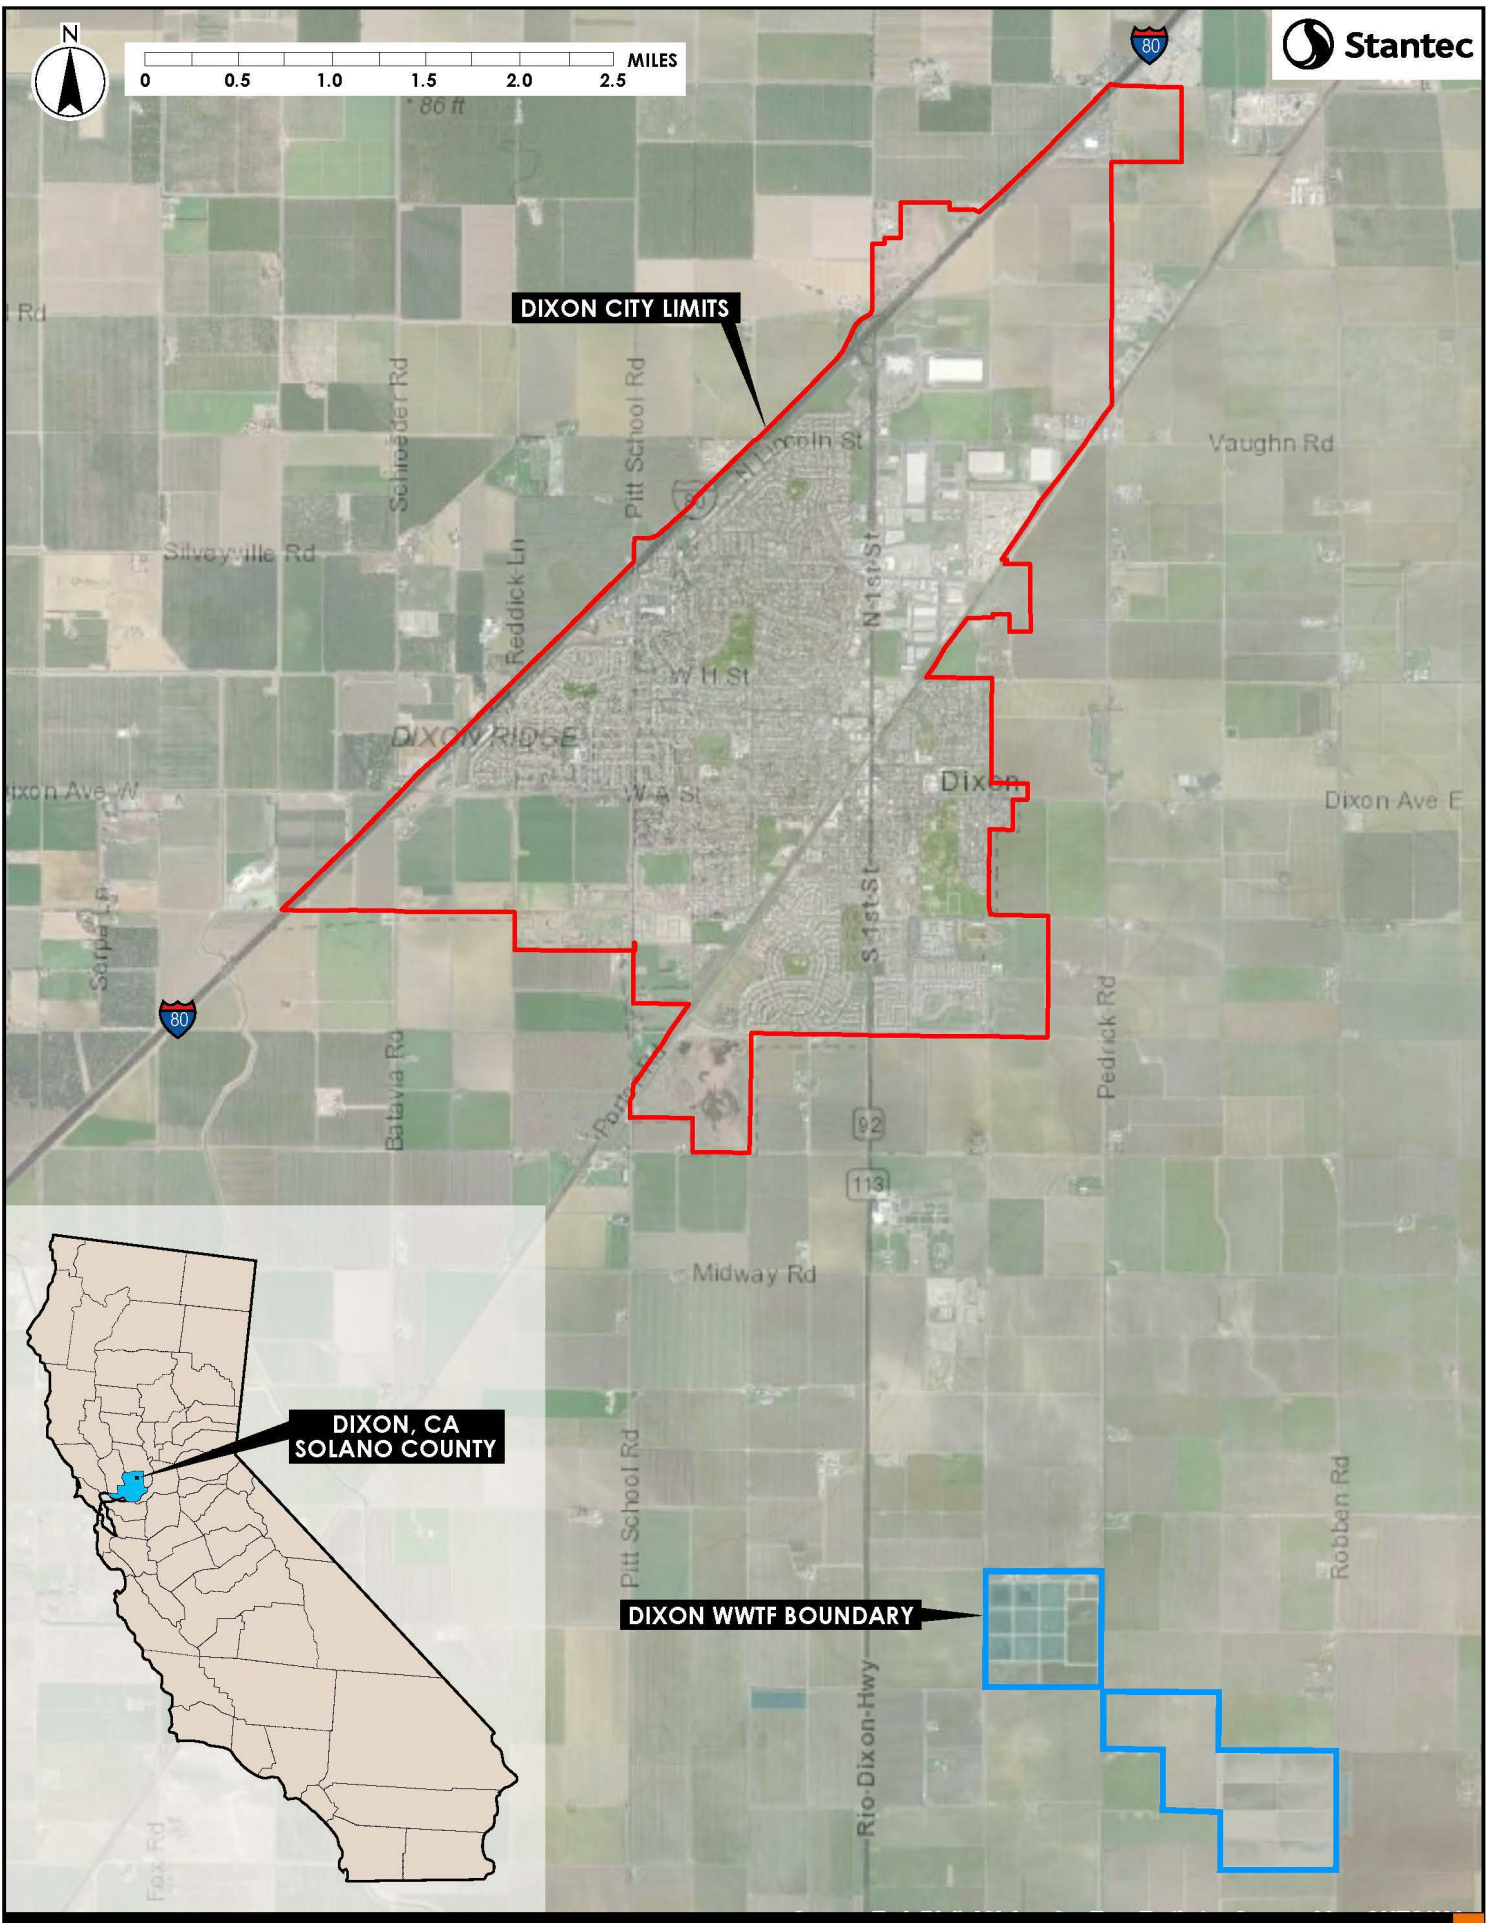 N
0 0.5 1.0 1.5 2.0 2.5 MILES
86 ft
80
Stantec
Rd
DIXON CITY LIMITS
Schroeder Rd
Pitt School Rd
N Lincoln St
80
Vaughn Rd
Silveyville Rd
Reddick Ln
N 1st St
W H St
DIXON RIDGE
Dixon
W A St
Dixon Ave E
S 1st St
80
Batavia Rd
Pedrick Rd
92
113
Midway Rd
DIXON, CA
SOLANO COUNTY
Pitt School Rd
Robben Rd
DIXON WWTF BOUNDARY
Rio-Dixon-Hwy
Fox Rd